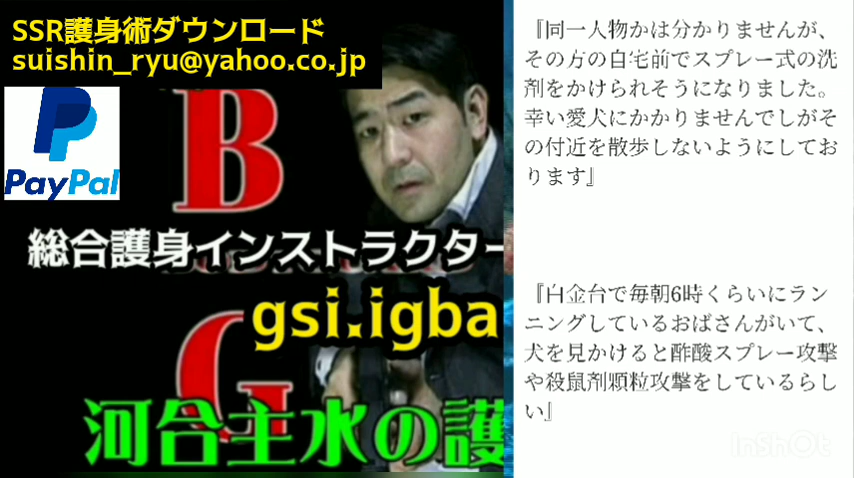 SSR護身術ダウンロード
suishin_ryu@yahoo.co.jp
PayPal
B
総合護身インストラクター
gsi.igba
G
河合主水の護
『同一人物かは分かりませんが、
その方の自宅前でスプレー式の洗
剤をかけられそうになりました。
幸い愛犬にかかりませんでしがそ
の付近を散歩しないようにしてお
ります』
『白金台で毎朝6時くらいにラン
ニングしているおばさんがいて、
犬を見かけると酢酸スプレー攻撃
や殺鼠剤顆粒攻撃をしているらし
い』
InShOt